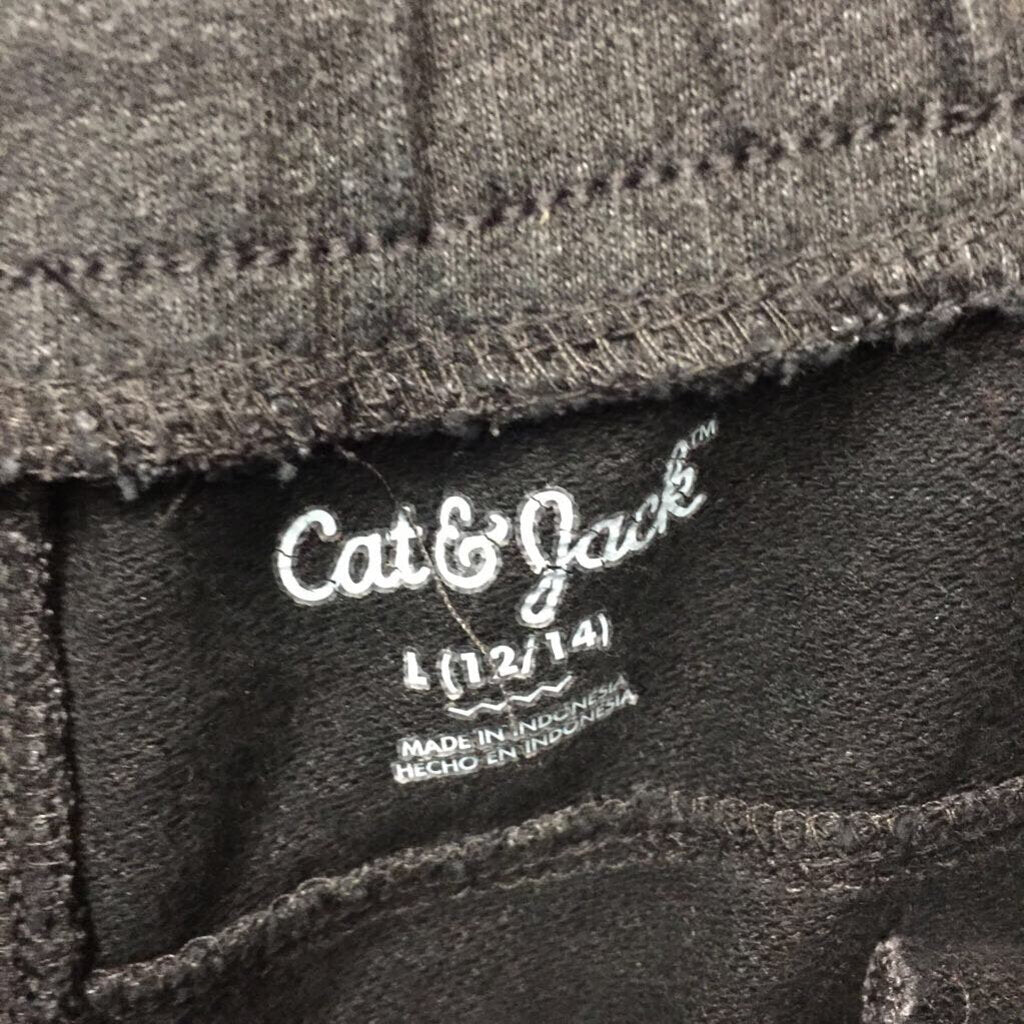 Cat & Jack™
L (12/14)
MADE IN INDONESIA
HECHO EN INDONESIA